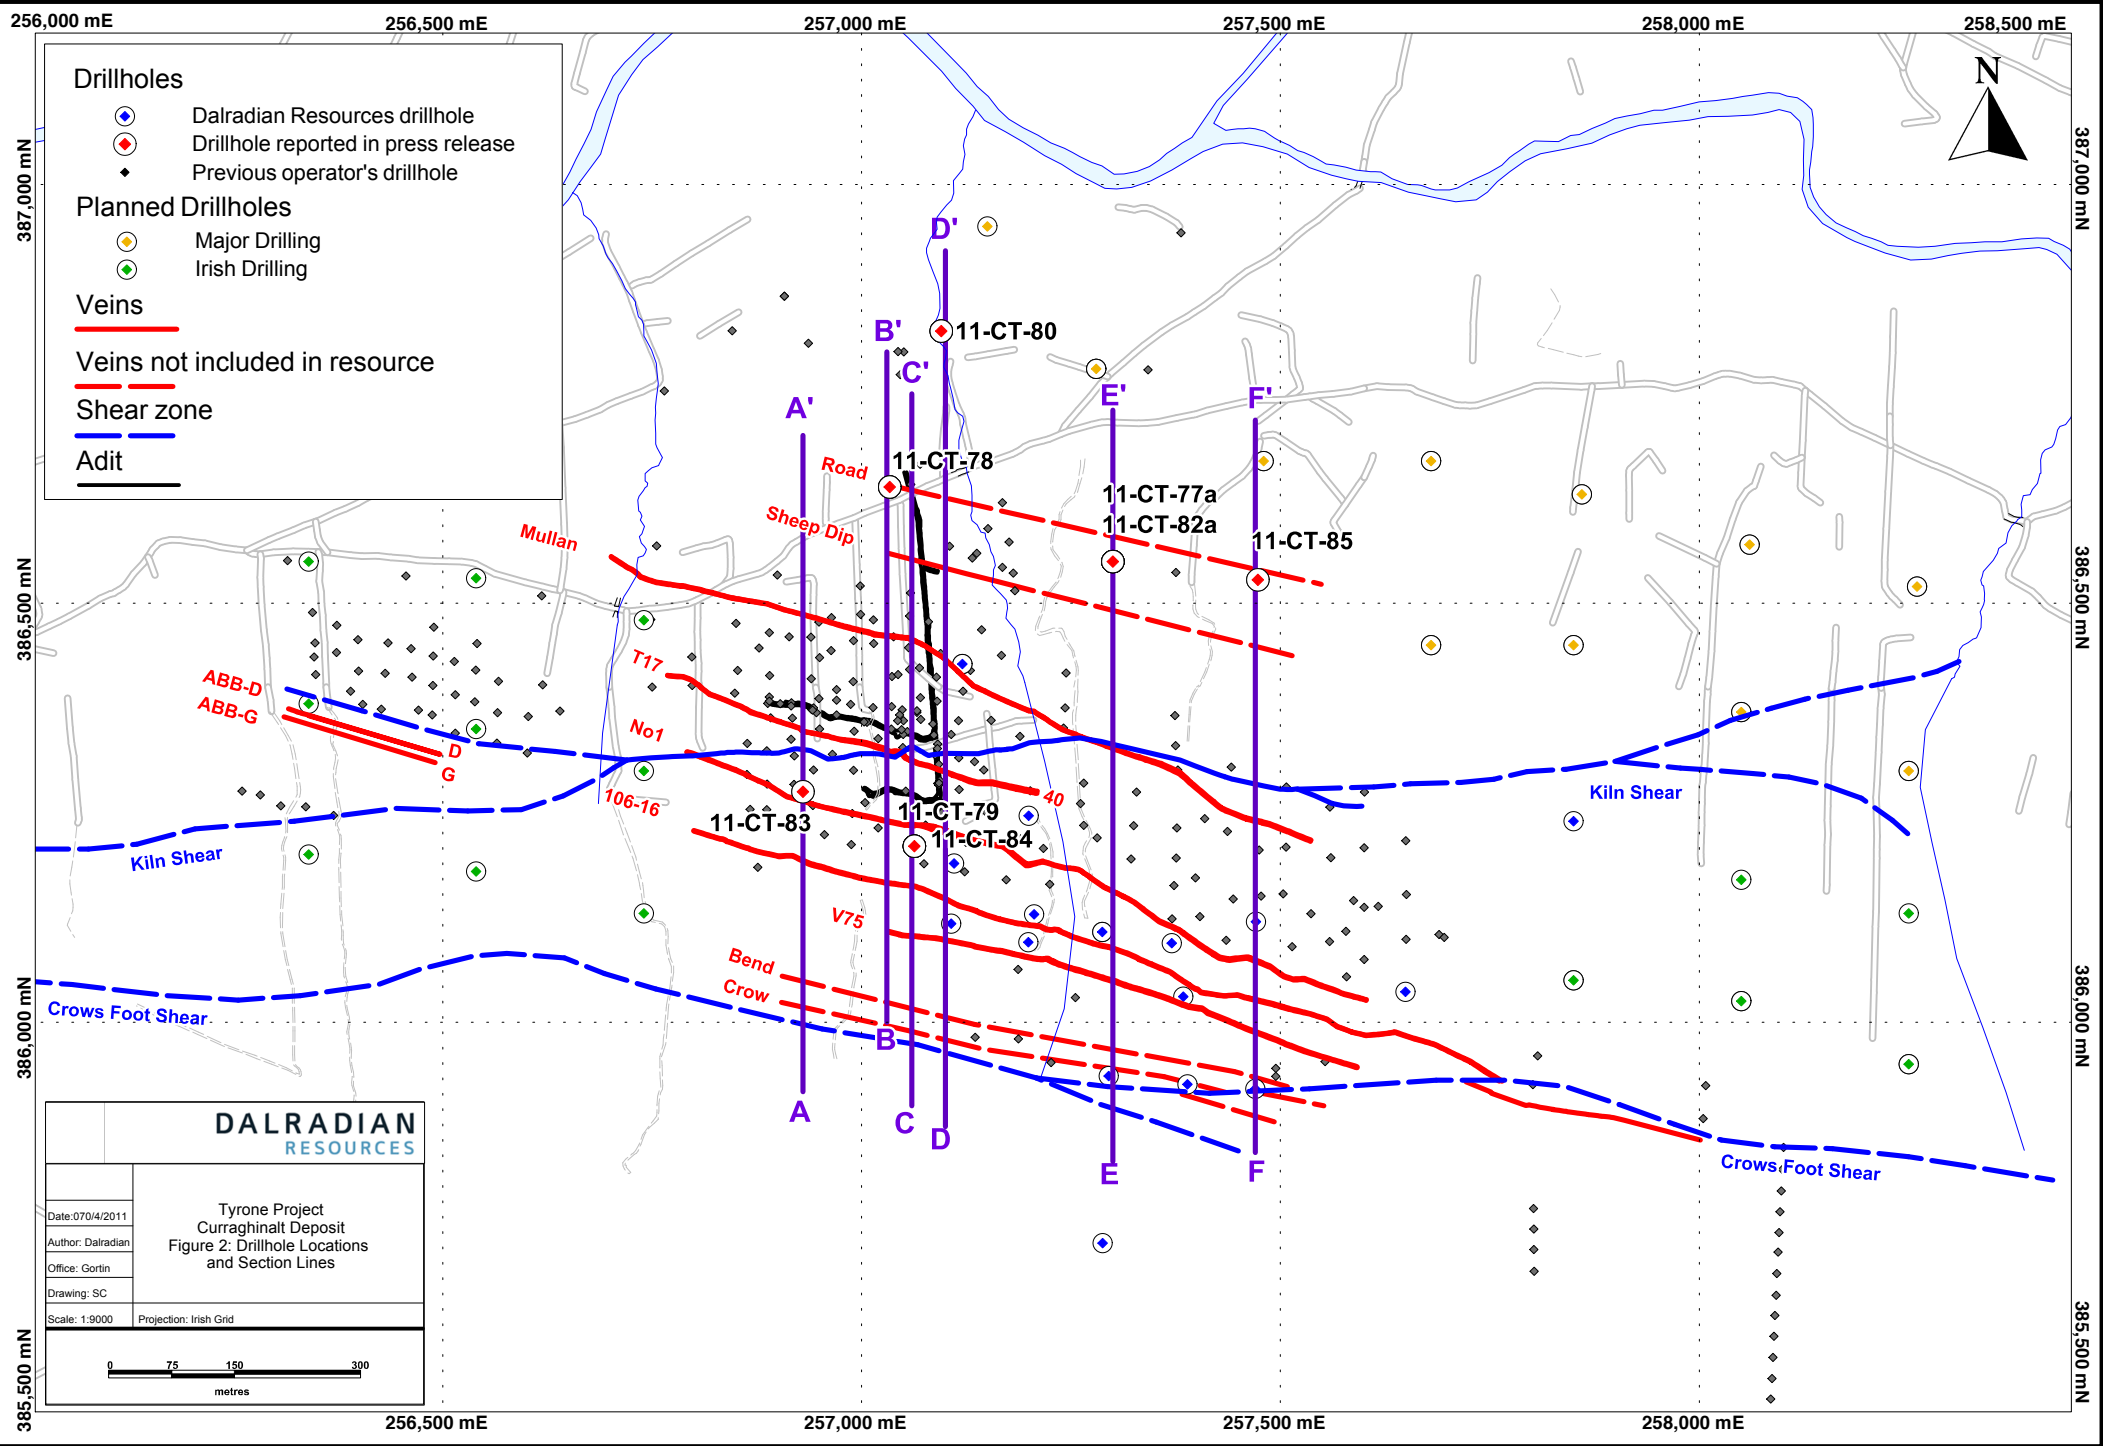 256,000 mE
256,500 mE
257,000 mE
257,500 mE
258,000 mE
258,500 mE
Drillholes
Dalradian Resources drillhole
Drillhole reported in press release
Previous operator's drillhole
Planned Drillholes
Major Drilling
Irish Drilling
Veins
Veins not included in resource
Shear zone
Adit
N
387,000 mN
387,000 mN
D'
B'
11-CT-80
C'
A'
E'
F'
Road
11-CT-78
11-CT-77a
11-CT-82a
Sheep Dip
Mullan
11-CT-85
386,500 mN
386,500 mN
T17
ABB-D
ABB-G
No1
D
G
40
106-16
Kiln Shear
11-CT-83
11-CT-79
11-CT-84
Kiln Shear
V75
Bend
Crow
Crows Foot Shear
386,000 mN
386,000 mN
B
A
C
D
E
F
Crows Foot Shear
DALRADIAN
RESOURCES
Date:070/4/2011
Author: Dalradian
Office: Gortin
Drawing: SC
Scale: 1:9000
Projection: Irish Grid
Tyrone Project
Curraghinalt Deposit
Figure 2: Drillhole Locations
and Section Lines
0 75 150 300
metres
385,500 mN
385,500 mN
256,500 mE
257,000 mE
257,500 mE
258,000 mE